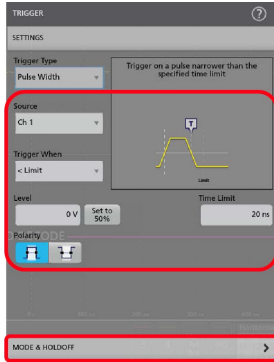 TRIGGER
?
SETTINGS
Trigger Type
Pulse Width
Trigger on a pulse narrower than the
specified time limit
Source
Ch 1
T
Trigger When
< Limit
Limit
Level
Time Limit
0 V
Set to
50%
20 ns
Polarity
MODE & HOLDOFF